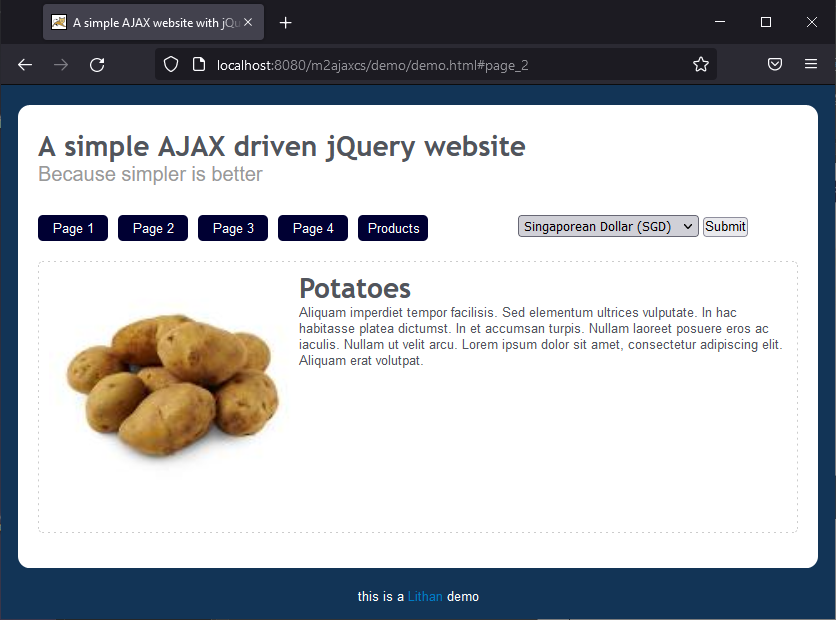 A simple AJAX website with jQu
localhost:8080/m2ajaxcs/demo/demo.html#page_2
A simple AJAX driven jQuery website
Because simpler is better
Page 1 Page 2 Page 3 Page 4 Products Singaporean Dollar (SGD) Submit
Potatoes
Aliquam imperdiet tempor facilisis. Sed elementum ultrices vulputate. In hac
habitasse platea dictumst. In et accumsan turpis. Nullam laoreet posuere eros ac
iaculis. Nullam ut velit arcu. Lorem ipsum dolor sit amet, consectetur adipiscing elit.
Aliquam erat volutpat.
this is a Lithan demo